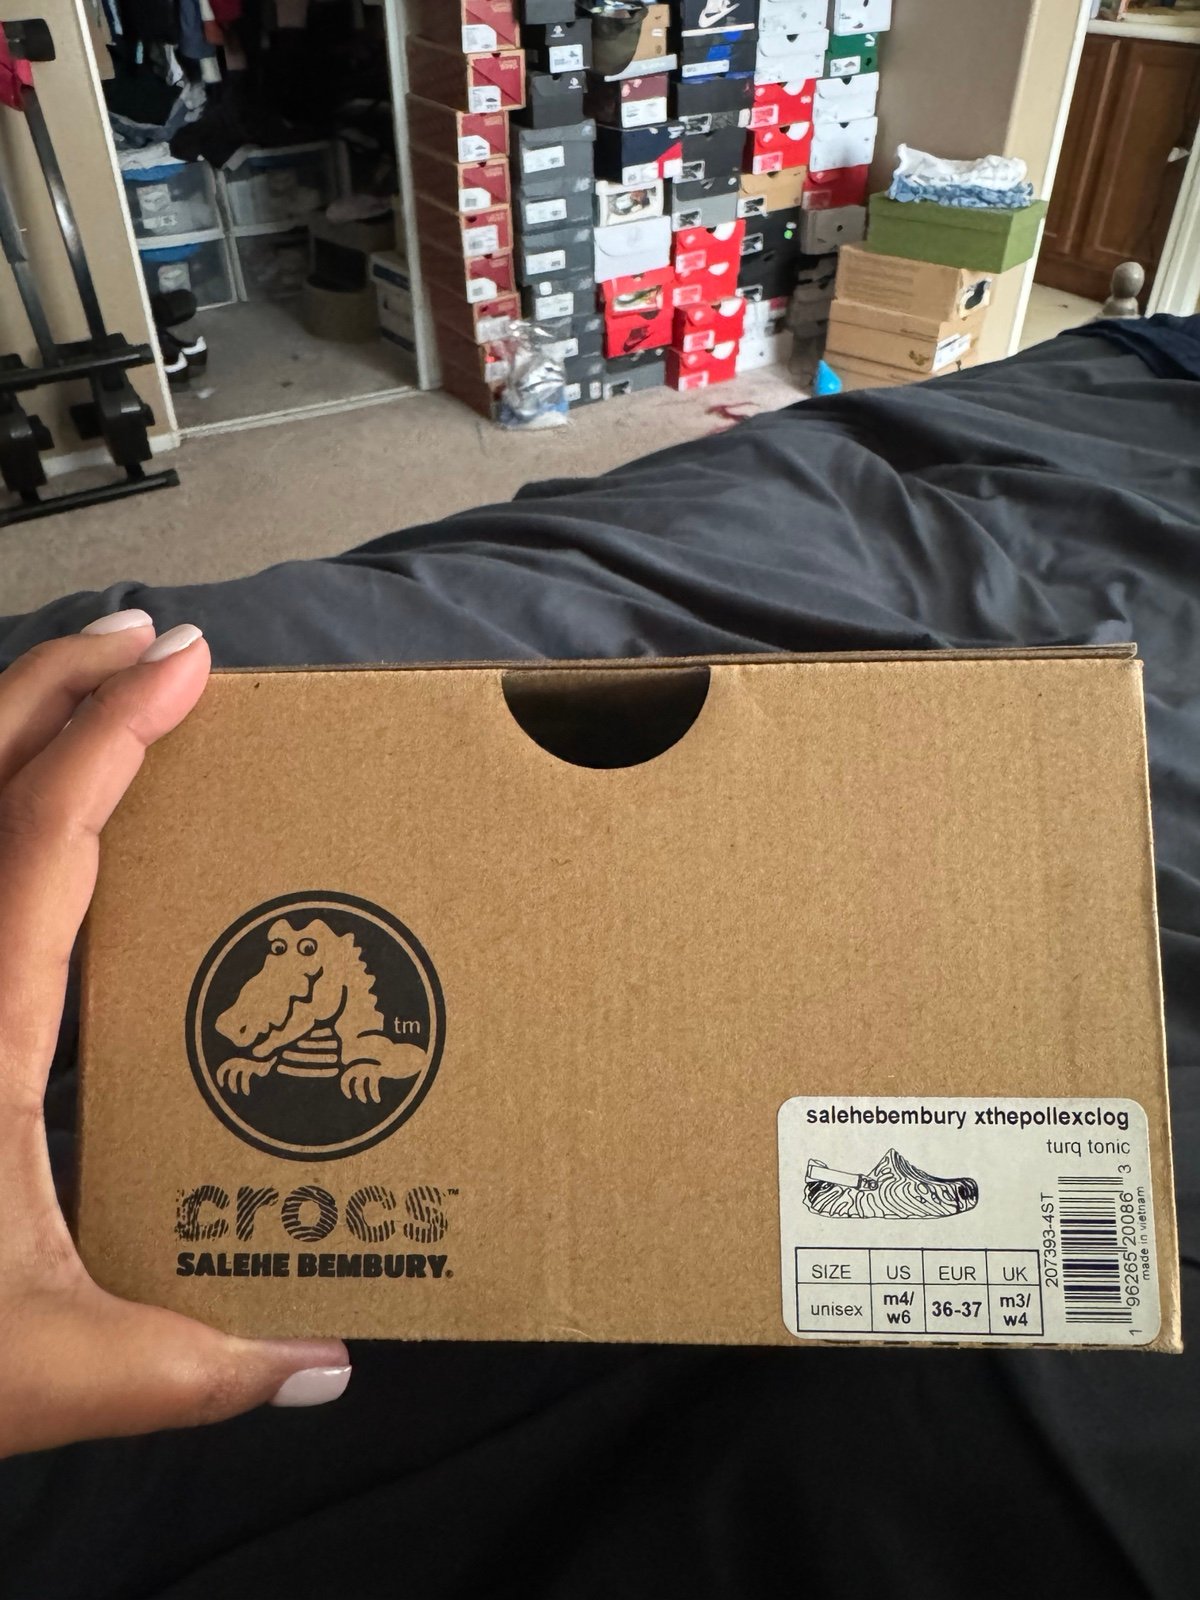 tm
crocs™
SALEHE BEMBURY®
salehebembury xthepollexclog
turq tonic
SIZE US EUR UK
unisex m4/w6 36-37 m3/w4
207393-4ST
1 96265 20086 3
made in vietnam